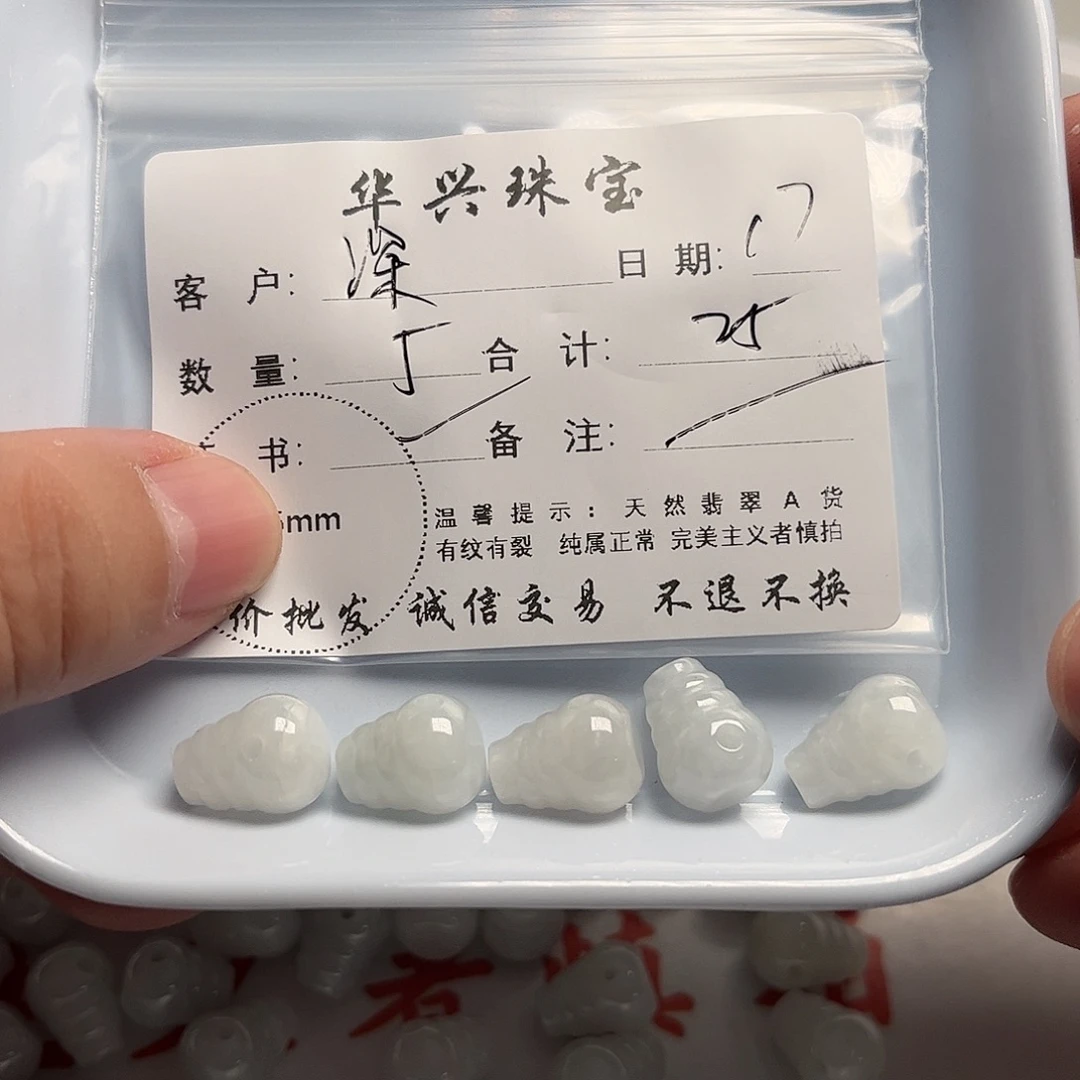 华兴珠宝
客户: 深 日期: 17
数量: 5 合计: 25
书: 备注:
mm 温馨提示:天然翡翠A货
有纹有裂 纯属正常 完美主义者慎拍
价批发 诚信交易 不退不换